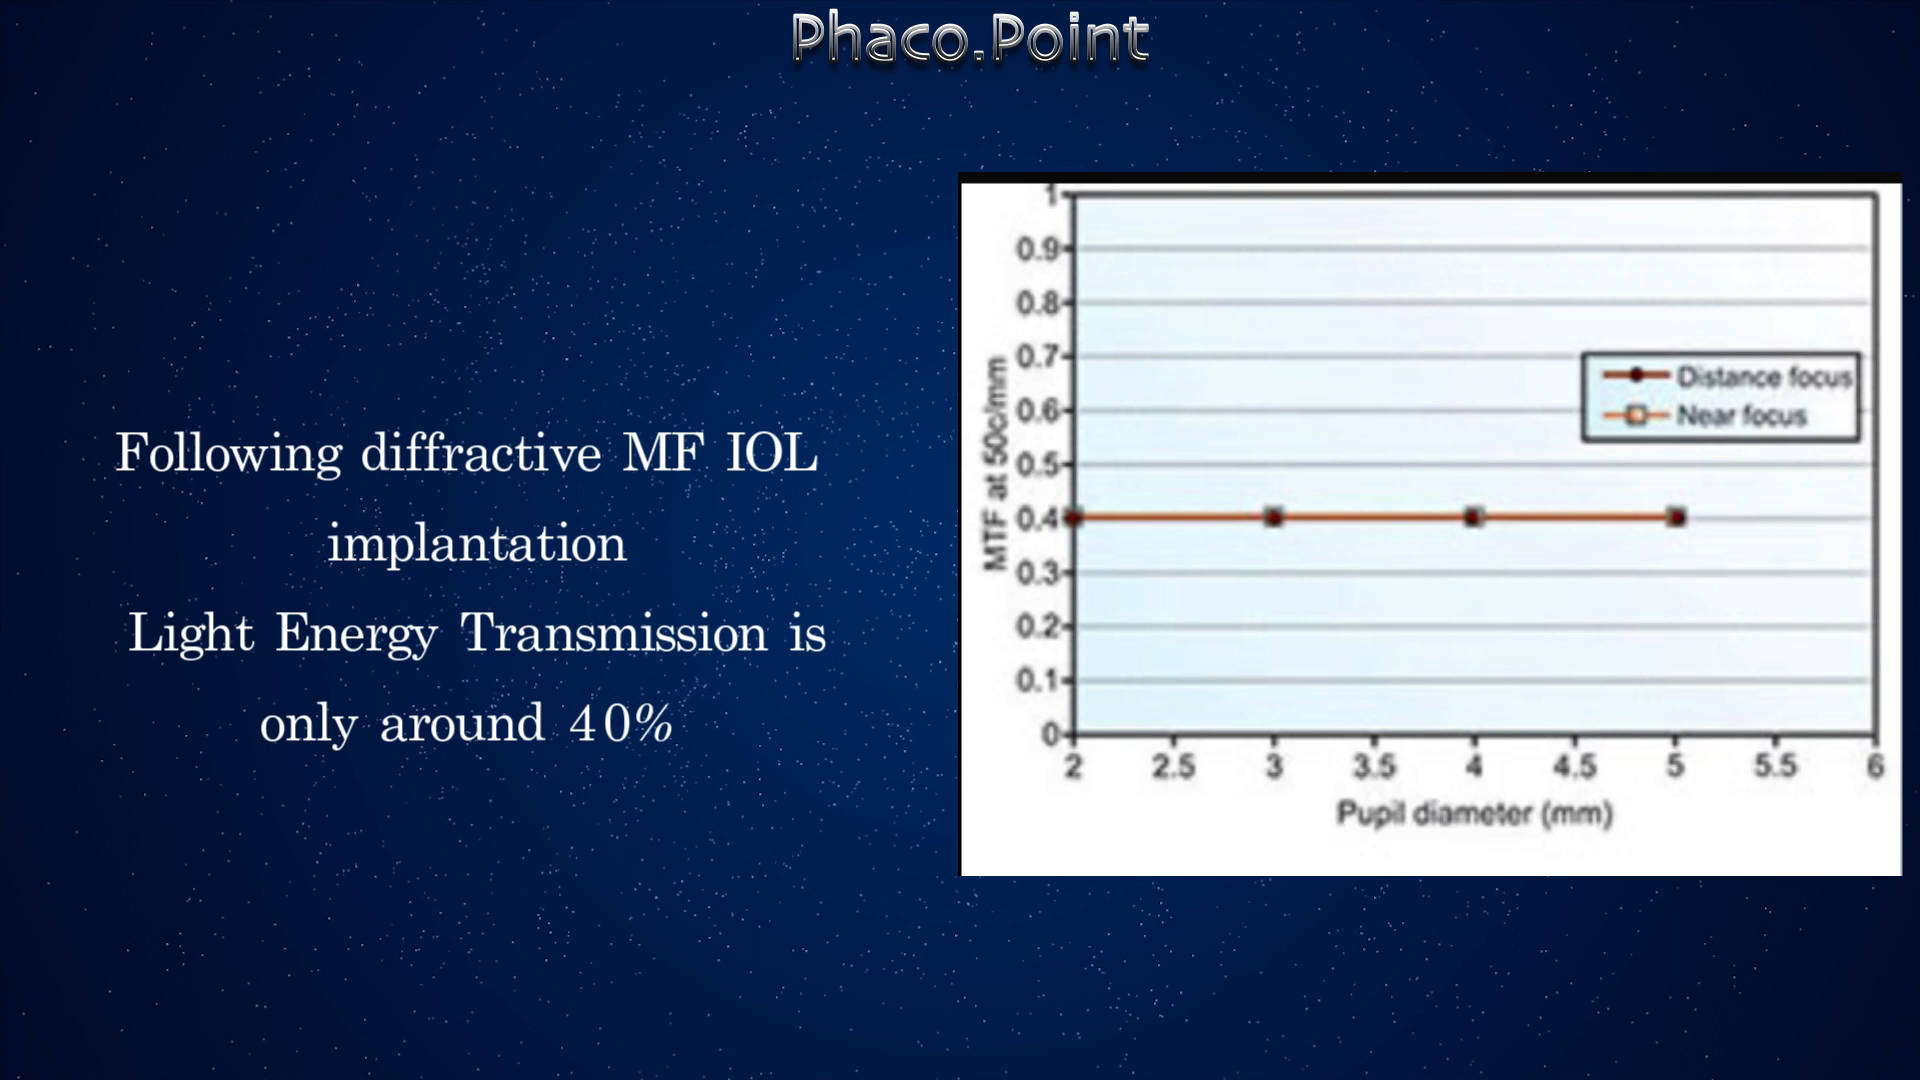 Phaco.Point
Following diffractive MF IOL
implantation
Light Energy Transmission is
only around 40%
1
0.9
0.8
0.7
0.6
0.5
0.4
0.3
0.2
0.1
0
MTF at 50c/mm
Distance focus
Near focus
2 2.5 3 3.5 4 4.5 5 5.5 6
Pupil diameter (mm)